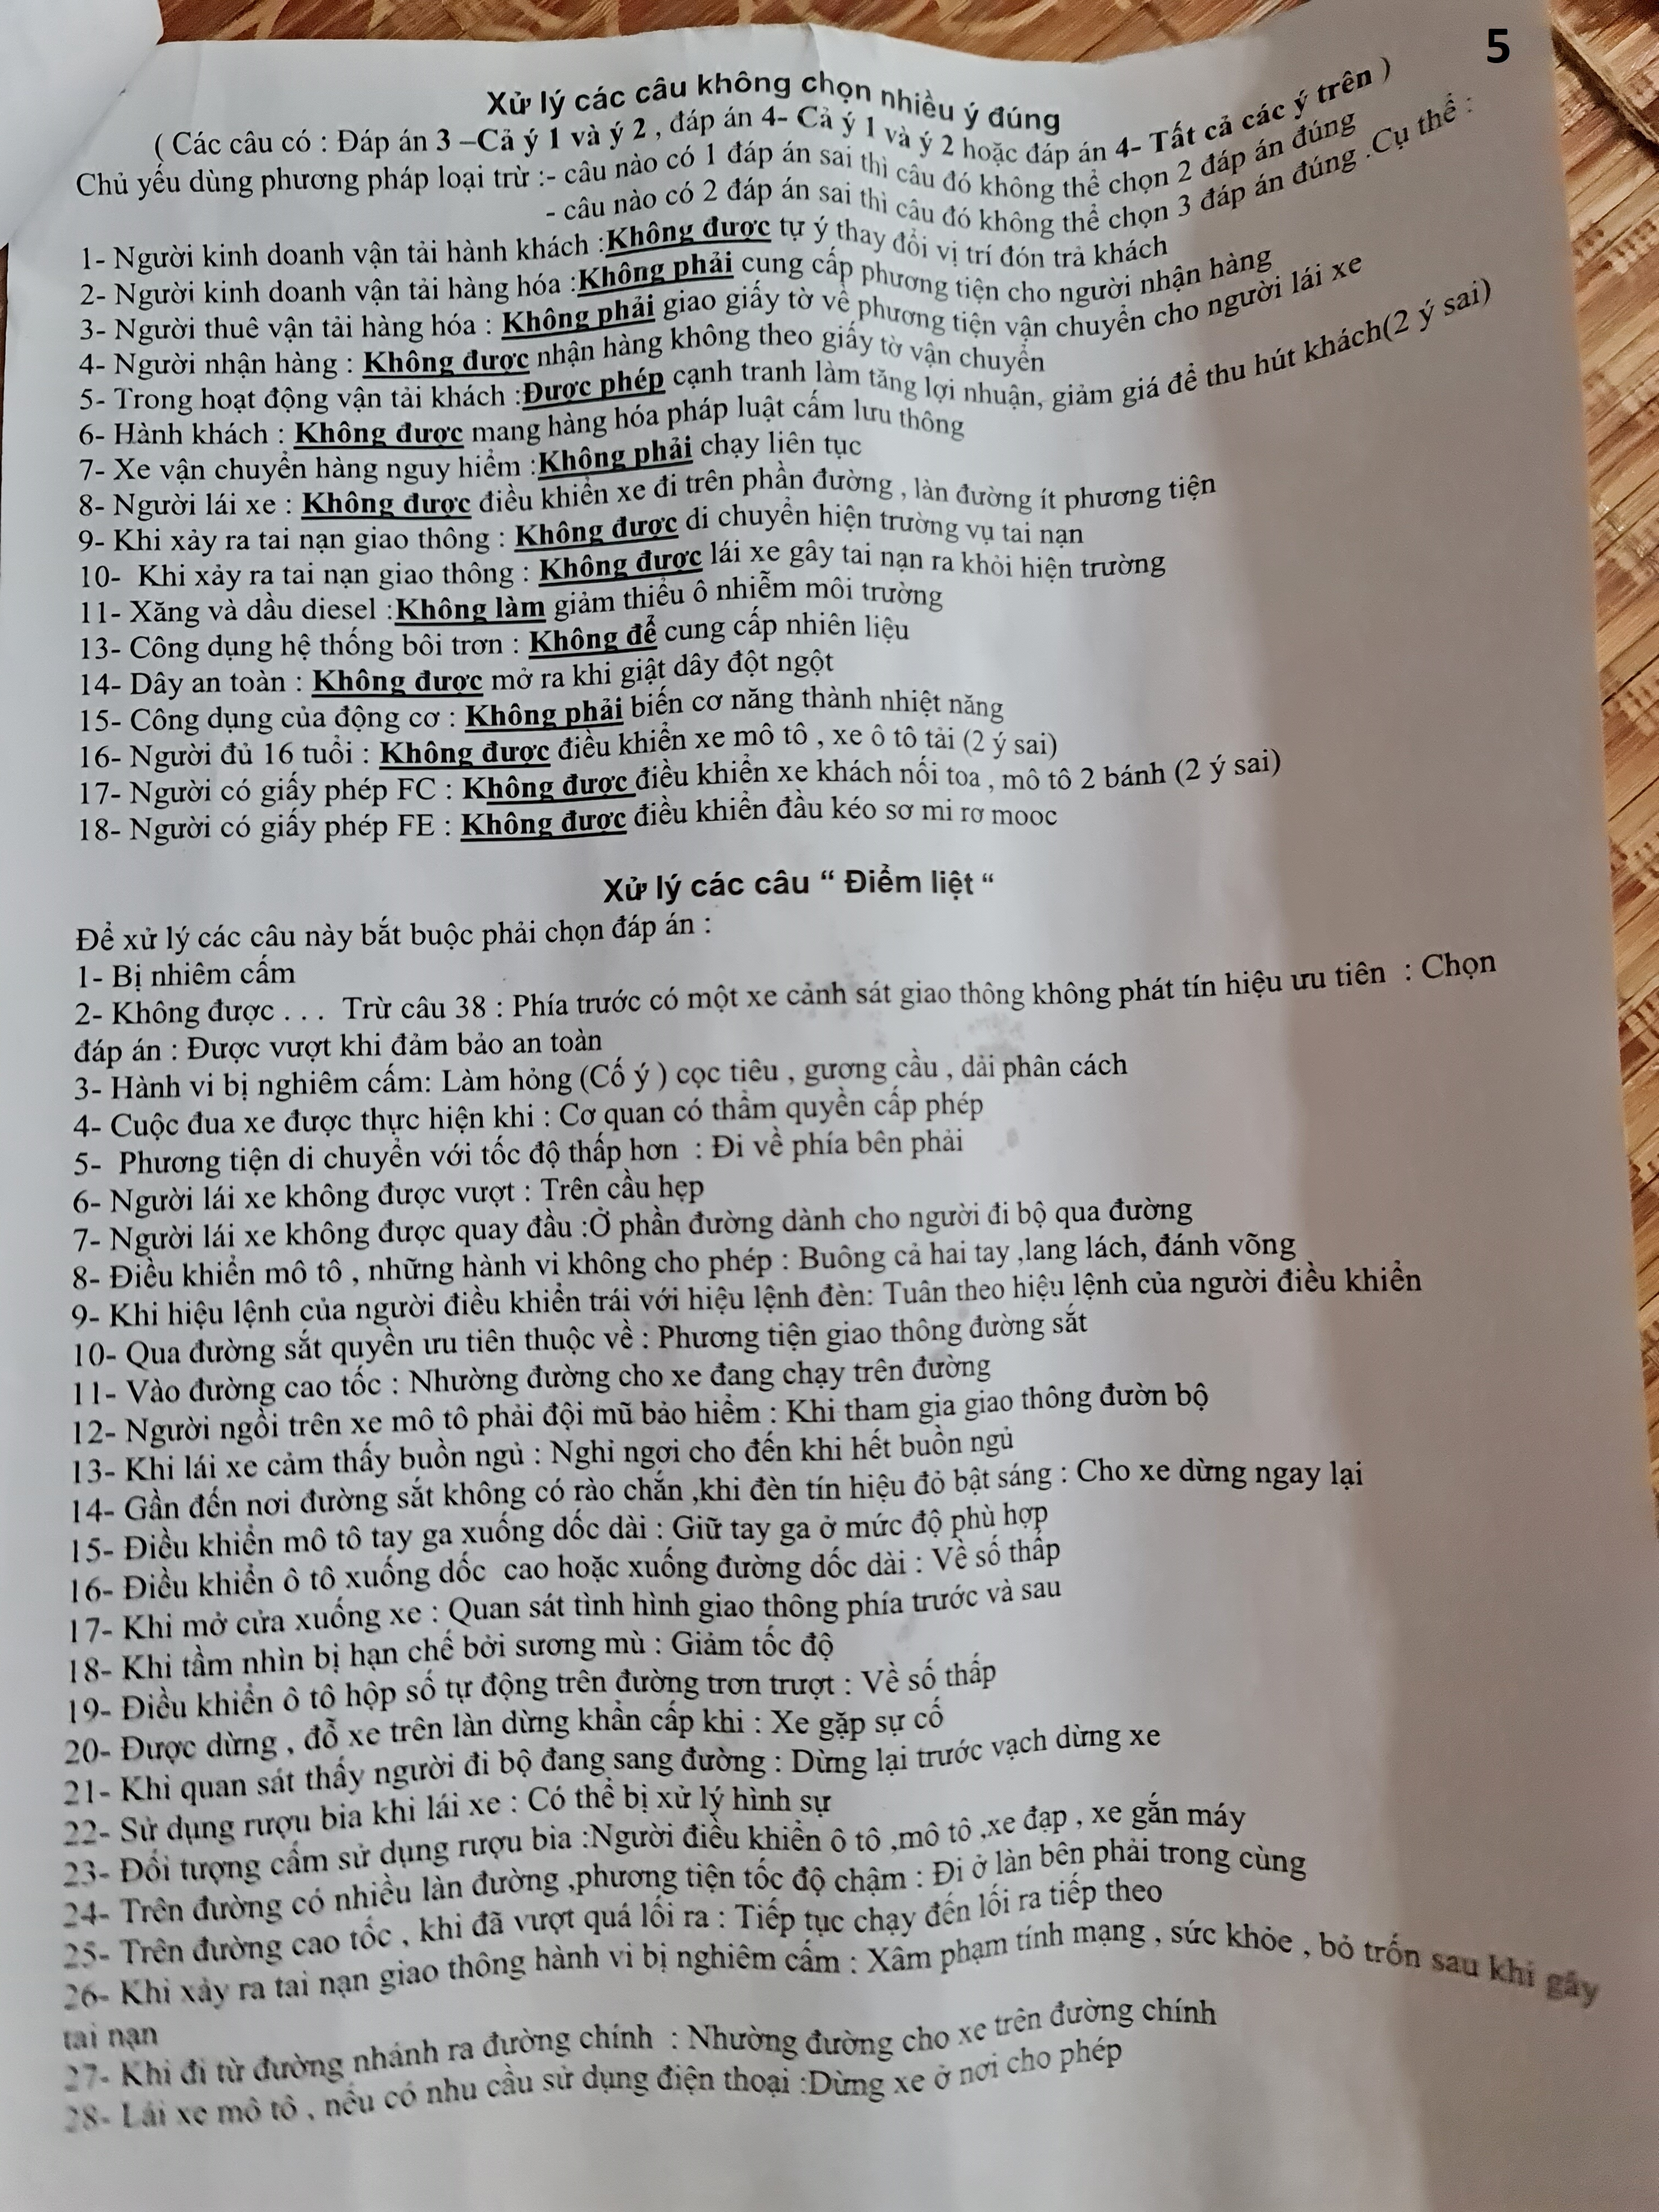 5
Xử lý các câu không chọn nhiều ý đúng
( Các câu có : Đáp án 3 –Cả ý 1 và ý 2 , đáp án 4- Cả ý 1 và ý 2 hoặc đáp án 4- Tất cả các ý trên )
Chủ yếu dùng phương pháp loại trừ :- câu nào có 1 đáp án sai thì câu đó không thể chọn 2 đáp án đúng
- câu nào có 2 đáp án sai thì câu đó không thể chọn 3 đáp án đúng .Cụ thể :
1- Người kinh doanh vận tải hành khách :Không được tự ý thay đổi vị trí đón trả khách
2- Người kinh doanh vận tải hàng hóa :Không phải cung cấp phương tiện cho người nhận hàng
3- Người thuê vận tải hàng hóa : Không phải giao giấy tờ về phương tiện vận chuyển cho người lái xe
4- Người nhận hàng : Không được nhận hàng không theo giấy tờ vận chuyển
5- Trong hoạt động vận tải khách :Được phép cạnh tranh làm tăng lợi nhuận, giảm giá để thu hút khách(2 ý sai)
6- Hành khách : Không được mang hàng hóa pháp luật cấm lưu thông
7- Xe vận chuyển hàng nguy hiểm :Không phải chạy liên tục
8- Người lái xe : Không được điều khiển xe đi trên phần đường , làn đường ít phương tiện
9- Khi xảy ra tai nạn giao thông : Không được di chuyển hiện trường vụ tai nạn
10- Khi xảy ra tai nạn giao thông : Không được lái xe gây tai nạn ra khỏi hiện trường
11- Xăng và dầu diesel :Không làm giảm thiểu ô nhiễm môi trường
13- Công dụng hệ thống bôi trơn : Không để cung cấp nhiên liệu
14- Dây an toàn : Không được mở ra khi giật dây đột ngột
15- Công dụng của động cơ : Không phải biến cơ năng thành nhiệt năng
16- Người đủ 16 tuổi : Không được điều khiển xe mô tô , xe ô tô tải (2 ý sai)
17- Người có giấy phép FC : Không được điều khiển xe khách nối toa , mô tô 2 bánh (2 ý sai)
18- Người có giấy phép FE : Không được điều khiển đầu kéo sơ mi rơ mooc
Xử lý các câu “ Điểm liệt “
Để xử lý các câu này bắt buộc phải chọn đáp án :
1- Bị nhiêm cấm
2- Không được . . . Trừ câu 38 : Phía trước có một xe cảnh sát giao thông không phát tín hiệu ưu tiên : Chọn
đáp án : Được vượt khi đảm bảo an toàn
3- Hành vi bị nghiêm cấm: Làm hỏng (Cố ý ) cọc tiêu , gương cầu , dải phân cách
4- Cuộc đua xe được thực hiện khi : Cơ quan có thẩm quyền cấp phép
5- Phương tiện di chuyển với tốc độ thấp hơn : Đi về phía bên phải
6- Người lái xe không được vượt : Trên cầu hẹp
7- Người lái xe không được quay đầu :Ở phần đường dành cho người đi bộ qua đường
8- Điều khiển mô tô , những hành vi không cho phép : Buông cả hai tay ,lang lách, đánh võng
9- Khi hiệu lệnh của người điều khiển trái với hiệu lệnh đèn: Tuân theo hiệu lệnh của người điều khiển
10- Qua đường sắt quyền ưu tiên thuộc về : Phương tiện giao thông đường sắt
11- Vào đường cao tốc : Nhường đường cho xe đang chạy trên đường
12- Người ngồi trên xe mô tô phải đội mũ bảo hiểm : Khi tham gia giao thông đườn bộ
13- Khi lái xe cảm thấy buồn ngủ : Nghỉ ngơi cho đến khi hết buồn ngủ
14- Gần đến nơi đường sắt không có rào chắn ,khi đèn tín hiệu đỏ bật sáng : Cho xe dừng ngay lại
15- Điều khiển mô tô tay ga xuống dốc dài : Giữ tay ga ở mức độ phù hợp
16- Điều khiển ô tô xuống dốc cao hoặc xuống đường dốc dài : Về số thấp
17- Khi mở cửa xuống xe : Quan sát tình hình giao thông phía trước và sau
18- Khi tầm nhìn bị hạn chế bởi sương mù : Giảm tốc độ
19- Điều khiển ô tô hộp số tự động trên đường trơn trượt : Về số thấp
20- Được dừng , đỗ xe trên làn dừng khẩn cấp khi : Xe gặp sự cố
21- Khi quan sát thấy người đi bộ đang sang đường : Dừng lại trước vạch dừng xe
22- Sử dụng rượu bia khi lái xe : Có thể bị xử lý hình sự
23- Đối tượng cấm sử dụng rượu bia :Người điều khiển ô tô ,mô tô ,xe đạp , xe gắn máy
24- Trên đường có nhiều làn đường ,phương tiện tốc độ chậm : Đi ở làn bên phải trong cùng
25- Trên đường cao tốc , khi đã vượt quá lối ra : Tiếp tục chạy đến lối ra tiếp theo
26- Khi xảy ra tai nạn giao thông hành vi bị nghiêm cấm : Xâm phạm tính mạng , sức khỏe , bỏ trốn sau khi gây
tai nạn
27- Khi đi từ đường nhánh ra đường chính : Nhường đường cho xe trên đường chính
28- Lái xe mô tô , nếu có nhu cầu sử dụng điện thoại :Dừng xe ở nơi cho phép